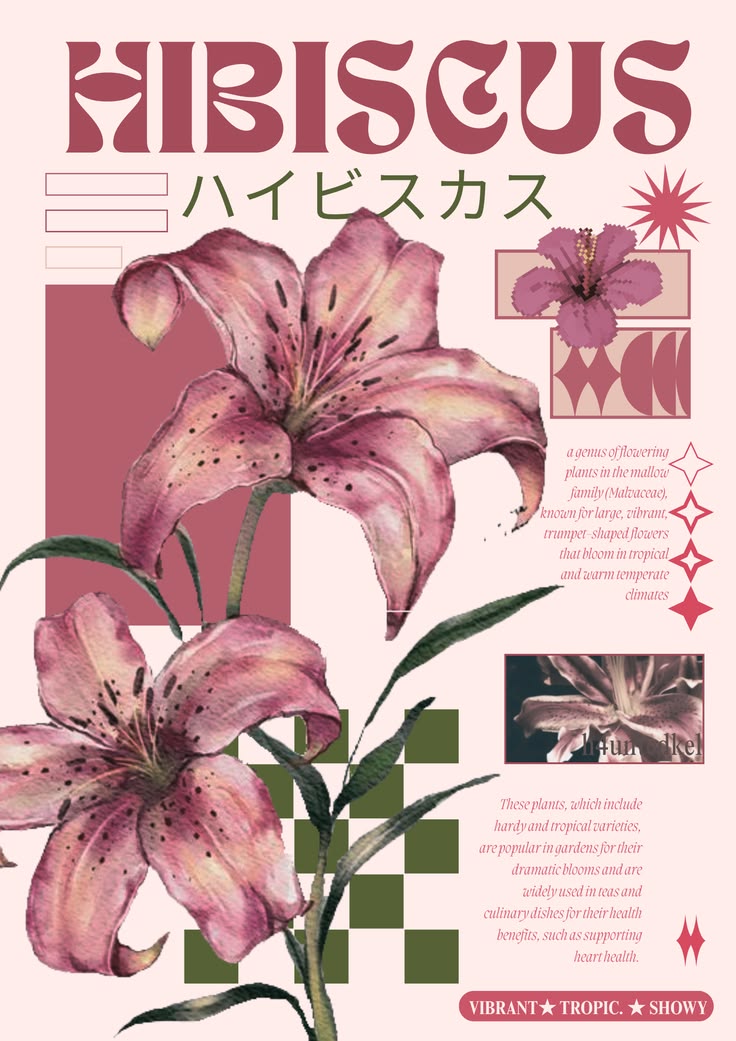 HIBISCUS
ハイビスカス
a genus of flowering
plants in the mallow
family (Malvaceae),
known for large, vibrant,
trumpet-shaped flowers
that bloom in tropical
and warm temperate
climates
These plants, which include
hardy and tropical varieties,
are popular in gardens for their
dramatic blooms and are
widely used in teas and
culinary dishes for their health
benefits, such as supporting
heart health.
VIBRANT★ TROPIC. ★ SHOWY